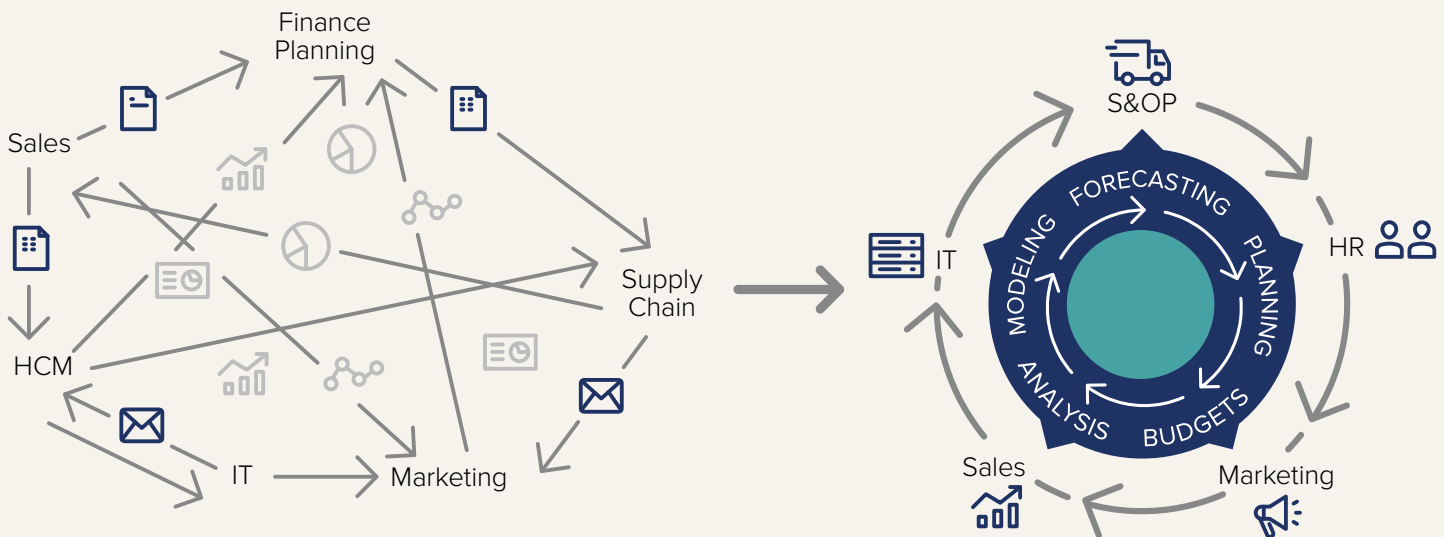 Finance
Planning
Sales
HCM
IT
Marketing
Supply
Chain
S&OP
HR
Marketing
Sales
IT
FORECASTING
PLANNING
BUDGETS
ANALYSIS
MODELING